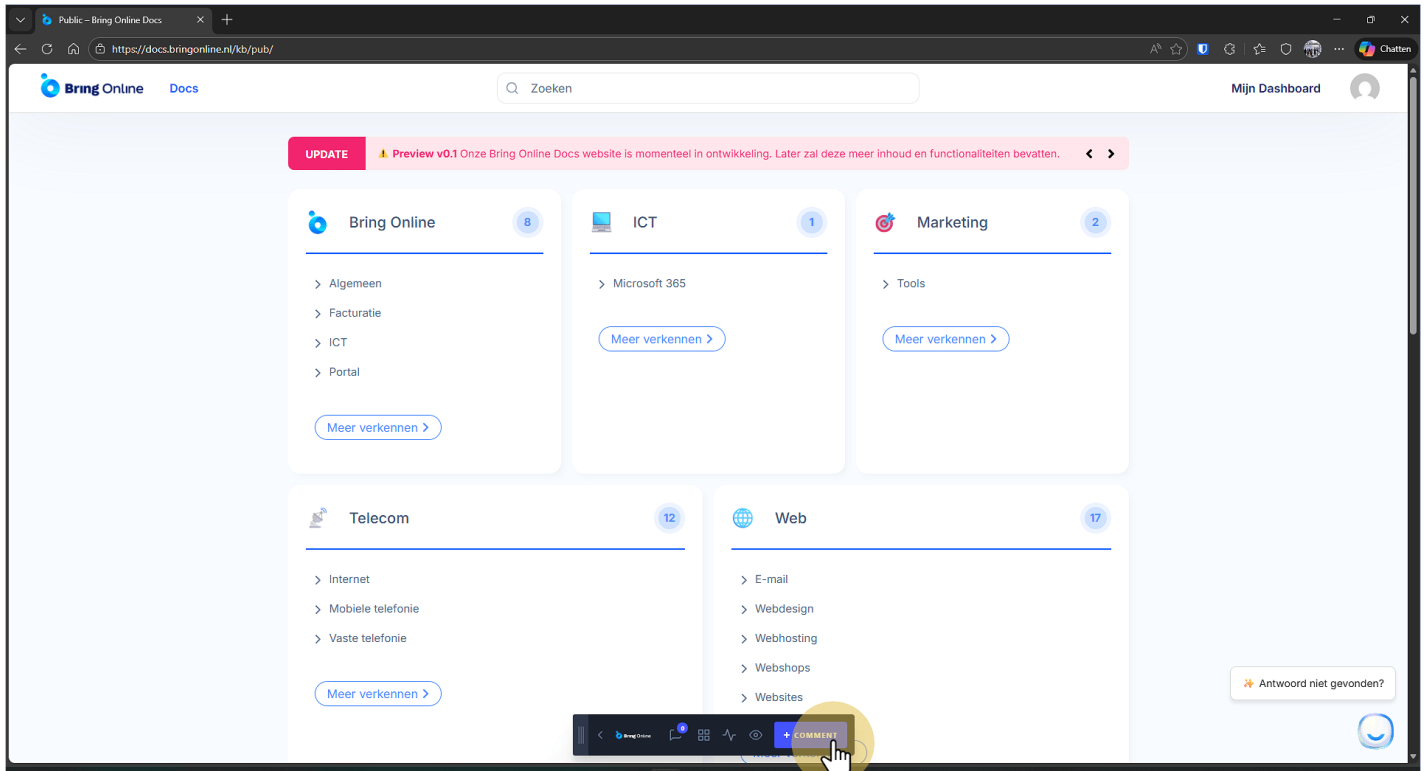 Public – Bring Online Docs
https://docs.bringonline.nl/kb/pub/
Chatten
Bring Online
Docs
Zoeken
Mijn Dashboard
UPDATE
Preview v0.1 Onze Bring Online Docs website is momenteel in ontwikkeling. Later zal deze meer inhoud en functionaliteiten bevatten.
Bring Online
8
Algemeen
Facturatie
ICT
Portal
Meer verkennen
ICT
1
Microsoft 365
Meer verkennen
Marketing
2
Tools
Meer verkennen
Telecom
12
Internet
Mobiele telefonie
Vaste telefonie
Meer verkennen
Web
17
E-mail
Webdesign
Webhosting
Webshops
Websites
Antwoord niet gevonden?
Bring Online
+ COMMENT